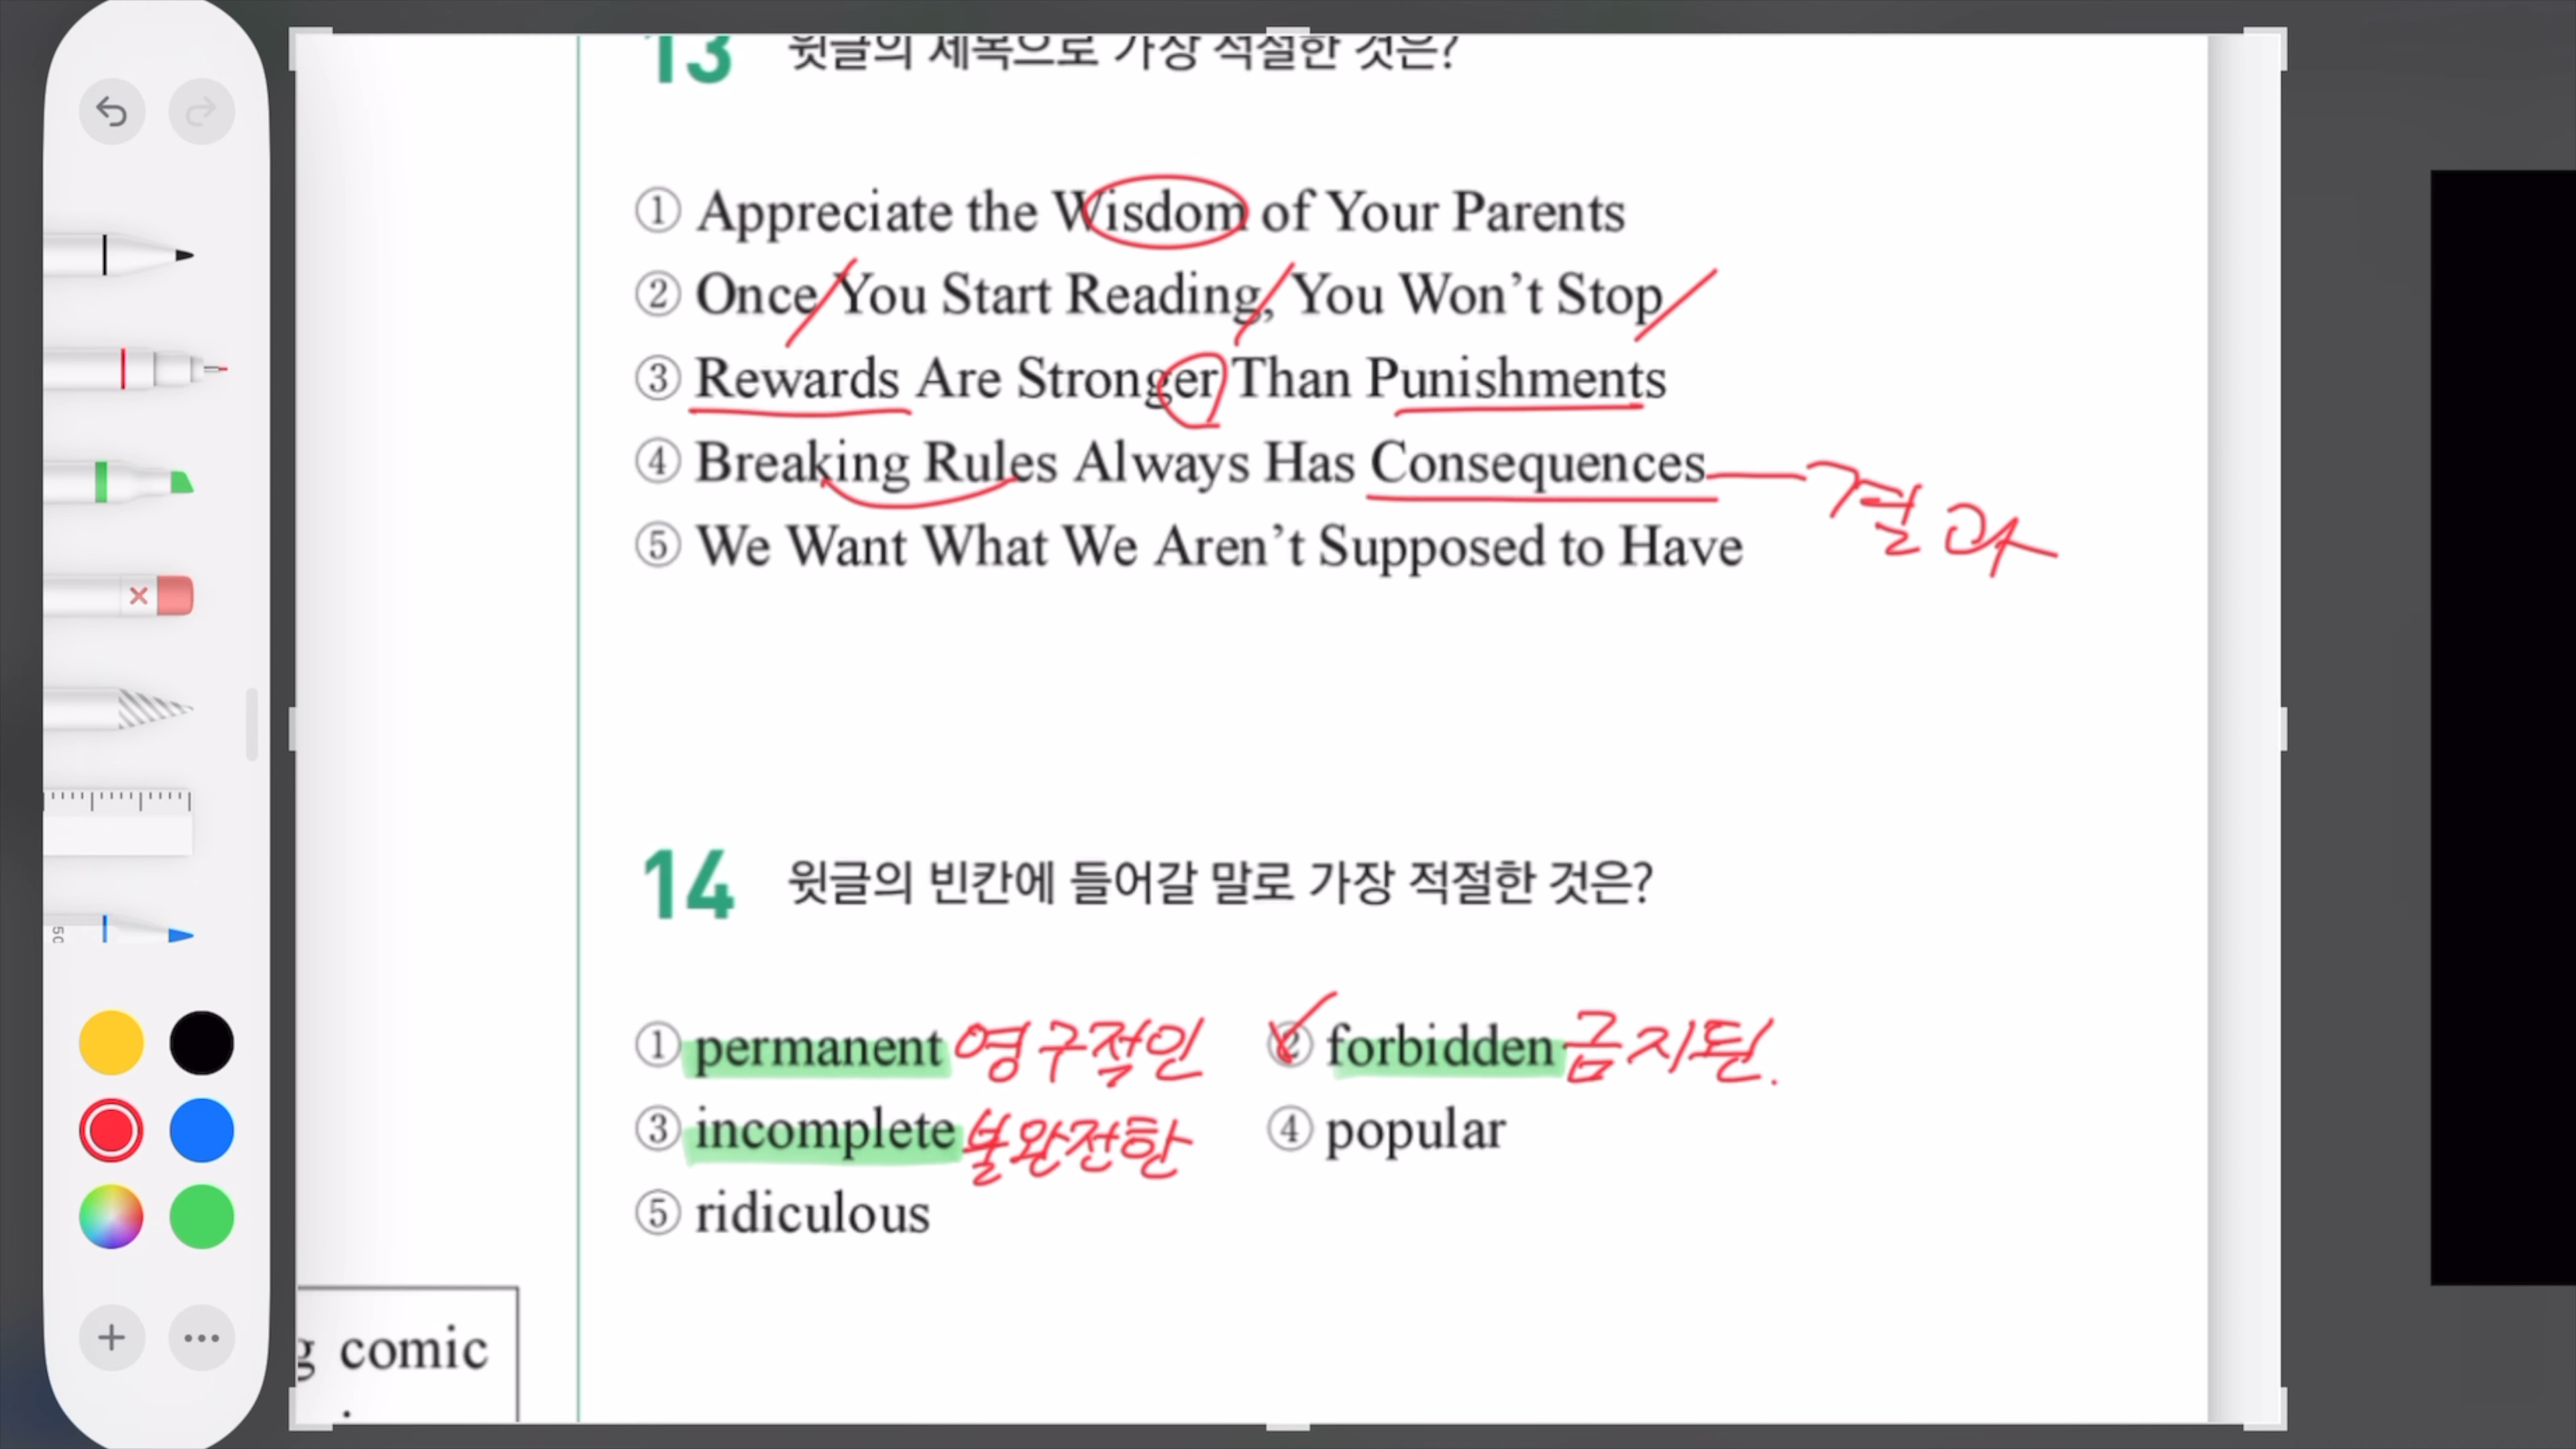 13 윗글의 제목으로 가장 적절한 것은?
① Appreciate the Wisdom of Your Parents
② Once You Start Reading, You Won't Stop
③ Rewards Are Stronger Than Punishments
④ Breaking Rules Always Has Consequences 결과
⑤ We Want What We Aren't Supposed to Have
14 윗글의 빈칸에 들어갈 말로 가장 적절한 것은?
① permanent 영구적인 ② forbidden 금지된.
③ incomplete 불완전한 ④ popular
⑤ ridiculous
g comic
50